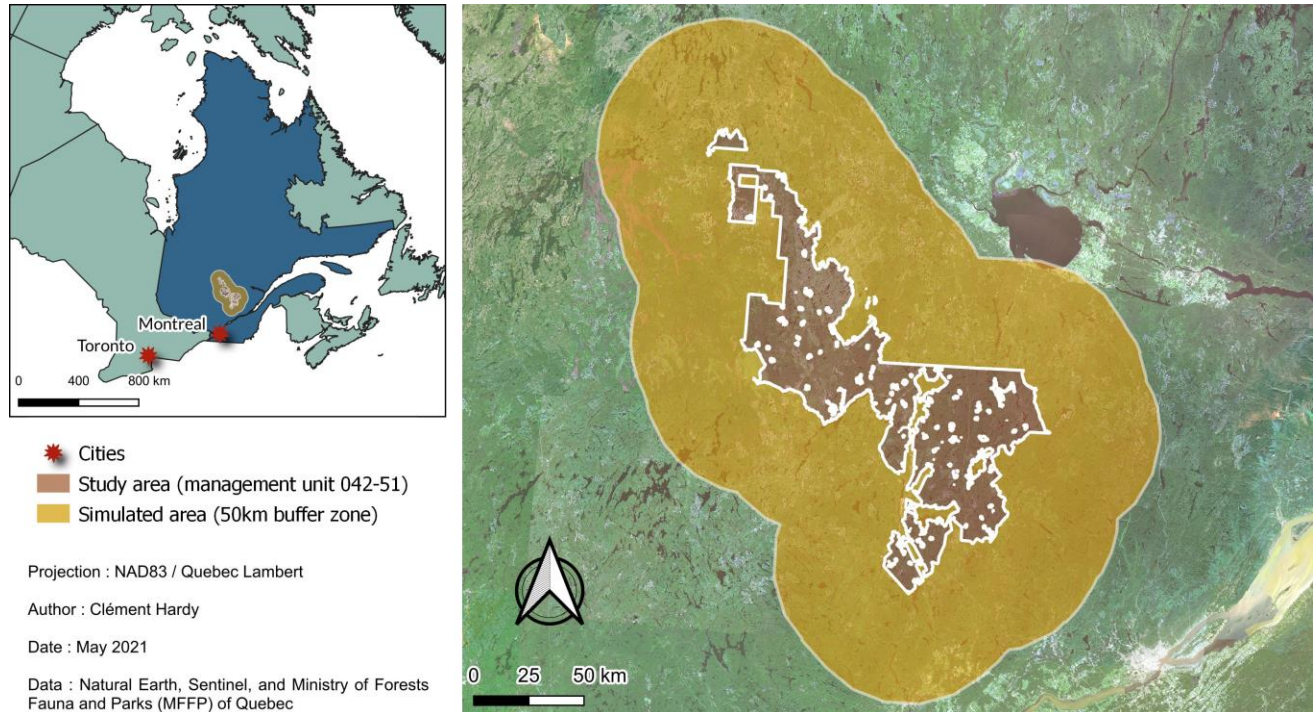 Montreal
Toronto
0 400 800 km
Cities
Study area (management unit 042-51)
Simulated area (50km buffer zone)
Projection : NAD83 / Quebec Lambert
Author : Clément Hardy
Date : May 2021
Data : Natural Earth, Sentinel, and Ministry of Forests
Fauna and Parks (MFFP) of Quebec
0 25 50 km